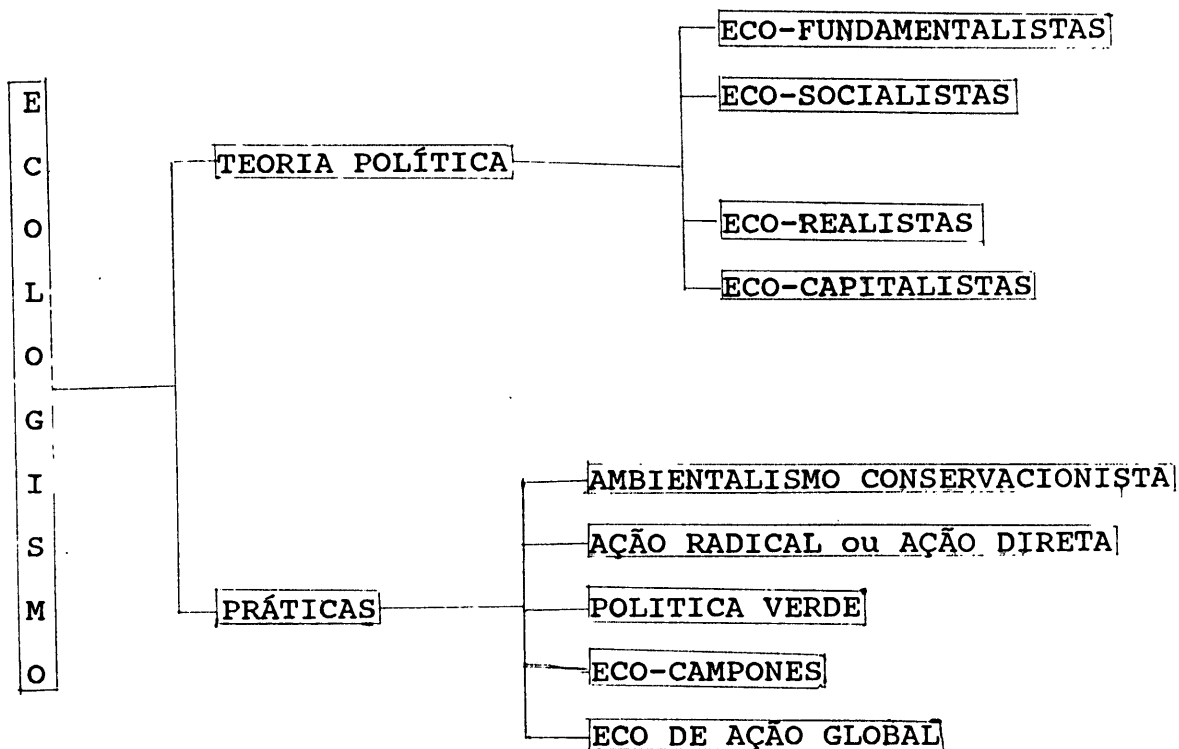 ECOLOGISMO
TEORIA POLÍTICA
ECO-FUNDAMENTALISTAS
ECO-SOCIALISTAS
ECO-REALISTAS
ECO-CAPITALISTAS
PRÁTICAS
AMBIENTALISMO CONSERVACIONISTA
AÇÃO RADICAL ou AÇÃO DIRETA
POLITICA VERDE
ECO-CAMPONES
ECO DE AÇÃO GLOBAL